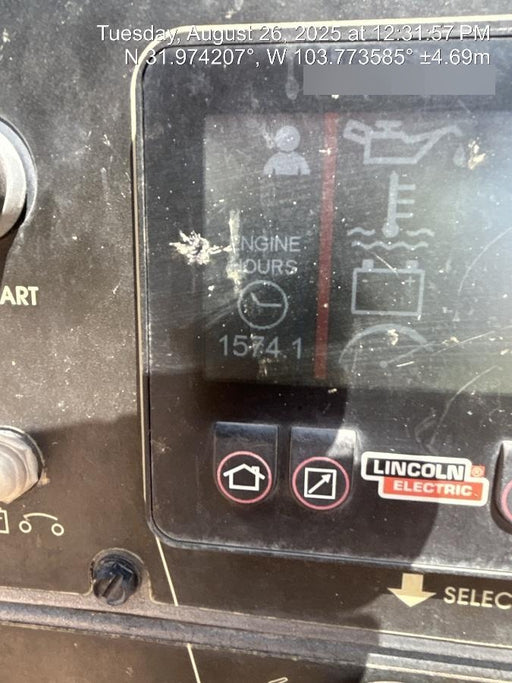 Tuesday, August 26, 2025 at 12:31:57 PM
N 31.974207°, W 103.773585° ±4.69m
ENGINE
HOURS
1574.1
ART
LINCOLN ®
ELECTRIC
SELEC